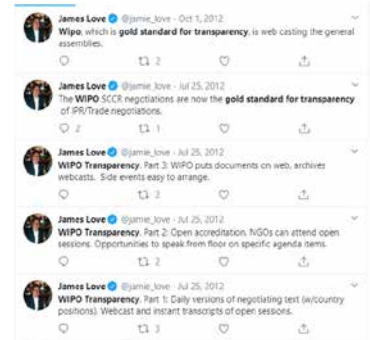 James Love @jamie_love · Oct 1, 2012
Wipo, which is gold standard for transparency, is web casting the general
assemblies.
2
James Love @jamie_love · Jul 25, 2012
The WIPO SCCR negotiations are now the gold standard for transparency
of IPR/Trade negotiations.
2 1
James Love @jamie_love · Jul 25, 2012
WIPO Transparency. Part 3: WIPO puts documents on web, archives
webcasts. Side events easy to arrange.
2
James Love @jamie_love · Jul 25, 2012
WIPO Transparency. Part 2: Open accreditation. NGOs can attend open
sessions. Opportunities to speak from floor on specific agenda items.
2
James Love @jamie_love · Jul 25, 2012
WIPO Transparency. Part 1: Daily versions of negotiating text (w/country
positions). Webcast and instant transcripts of open sessions.
3